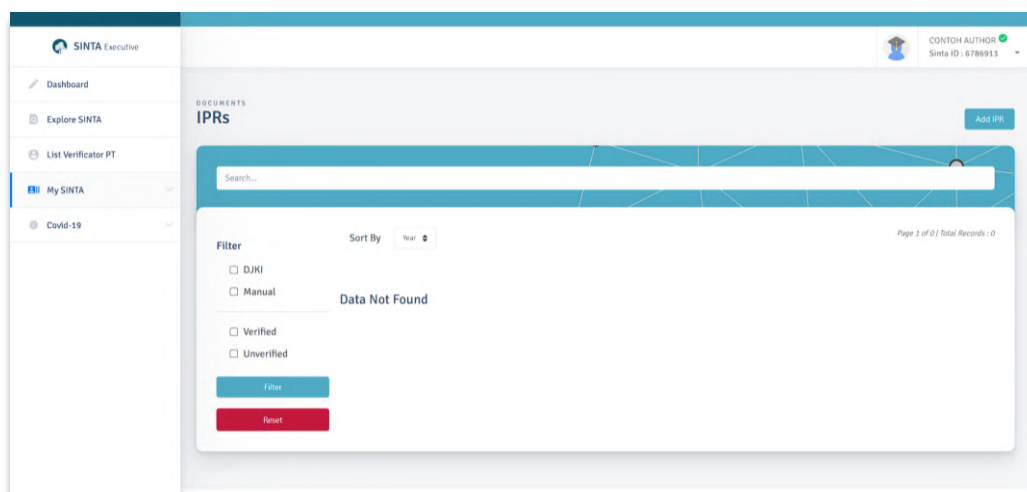 SINTA Executive
CONTOH AUTHOR
Sinta ID : 6786913
Dashboard
Explore SINTA
List Verificator PT
My SINTA
Covid-19
DOCUMENTS
IPRs
Add IPR
Search...
Filter
DJKI
Manual
Verified
Unverified
Filter
Reset
Sort By Year
Page 1 of 0 | Total Records : 0
Data Not Found